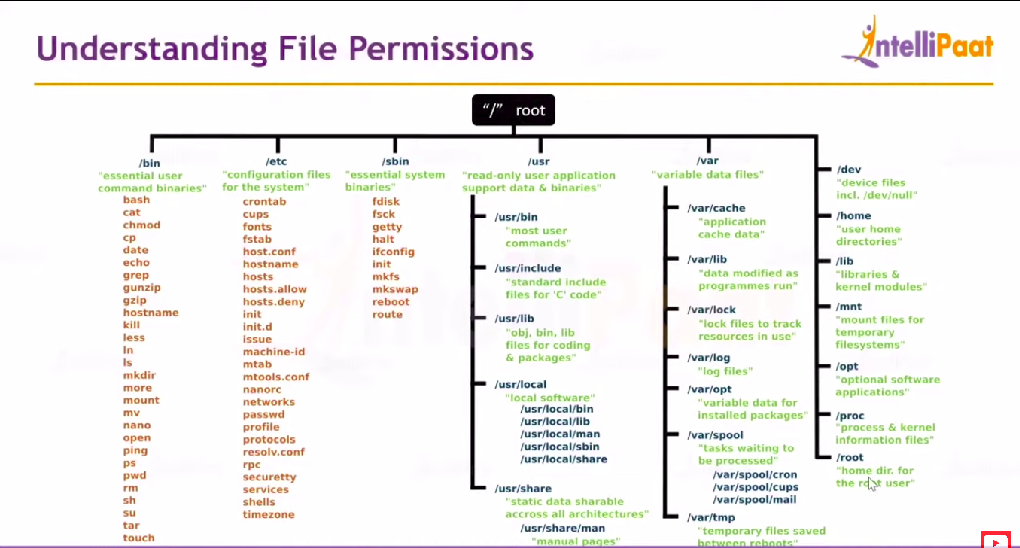 Understanding File Permissions
IntelliPaat
"/" root
/bin
"essential user
command binaries"
bash
cat
chmod
cp
date
echo
grep
gunzip
gzip
hostname
kill
less
ln
ls
mkdir
more
mount
mv
nano
open
ping
ps
pwd
rm
sh
su
tar
touch
/etc
"configuration files
for the system"
crontab
cups
fonts
fstab
host.conf
hostname
hosts
hosts.allow
hosts.deny
init
init.d
issue
machine-id
mtab
mtools.conf
nanorc
networks
passwd
profile
protocols
resolv.conf
rpc
securetty
services
shells
timezone
/sbin
"essential system
binaries"
fdisk
fsck
getty
halt
ifconfig
init
mkfs
mkswap
reboot
route
/usr
"read-only user application
support data & binaries"
/usr/bin
"most user
commands"
/usr/include
"standard include
files for 'C' code"
/usr/lib
"obj, bin, lib
files for coding
& packages"
/usr/local
"local software"
/usr/local/bin
/usr/local/lib
/usr/local/man
/usr/local/sbin
/usr/local/share
/usr/share
"static data sharable
accross all architectures"
/usr/share/man
"manual pages"
/var
"variable data files"
/var/cache
"application
cache data"
/var/lib
"data modified as
programmes run"
/var/lock
"lock files to track
resources in use"
/var/log
"log files"
/var/opt
"variable data for
installed packages"
/var/spool
"tasks waiting to
be processed"
/var/spool/cron
/var/spool/cups
/var/spool/mail
/var/tmp
"temporary files saved
between reboots"
/dev
"device files
incl. /dev/null"
/home
"user home
directories"
/lib
"libraries &
kernel modules"
/mnt
"mount files for
temporary
filesystems"
/opt
"optional software
applications"
/proc
"process & kernel
information files"
/root
"home dir. for
the root user"